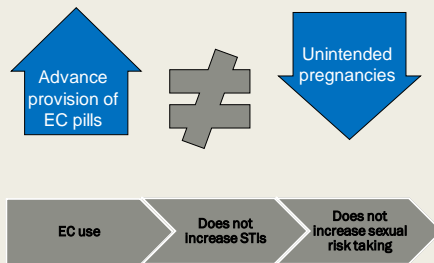 Advance
provision of
EC pills
≠
Unintended
pregnancies
EC use
Does not
increase STIs
Does not
increase sexual
risk taking